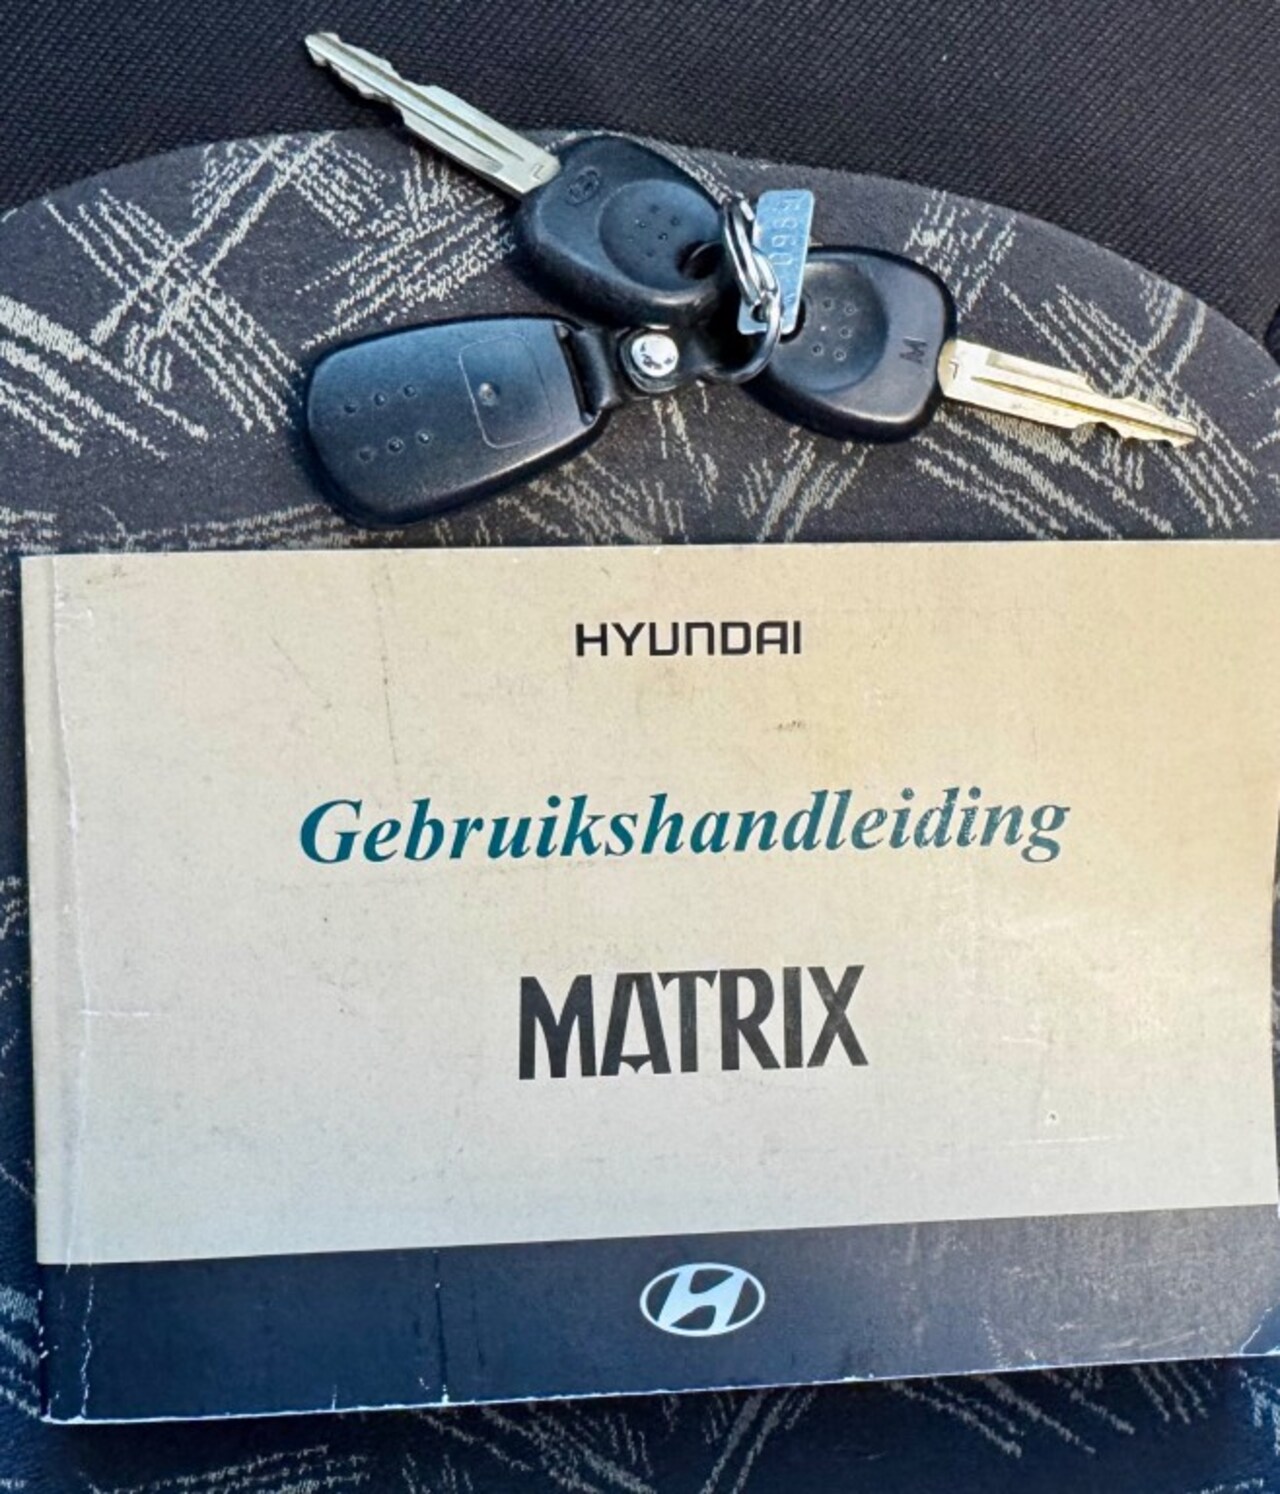 M
HYUNDAI
Gebruikshandleiding
MATRIX